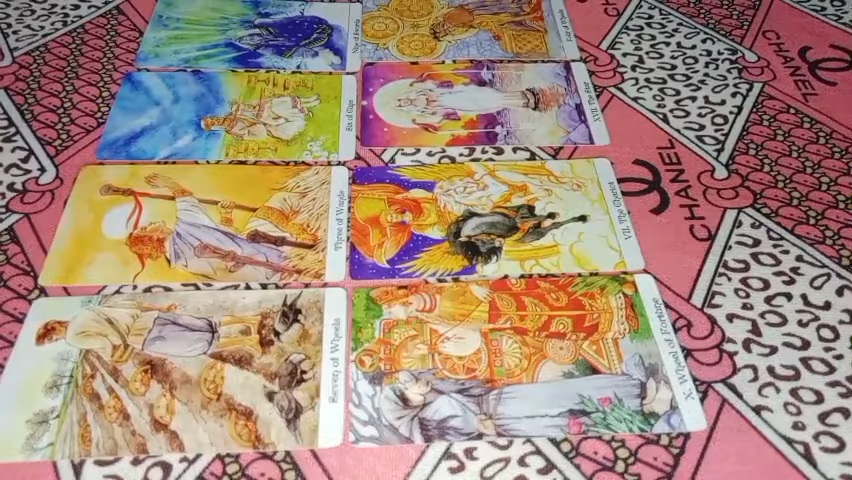 Nine of Swords
Six of Cups
XVII. The Star
Three of Wands
VII. The Chariot
Seven of Wheels
X. Wheel of Fortune
CHANEL
CHANEL